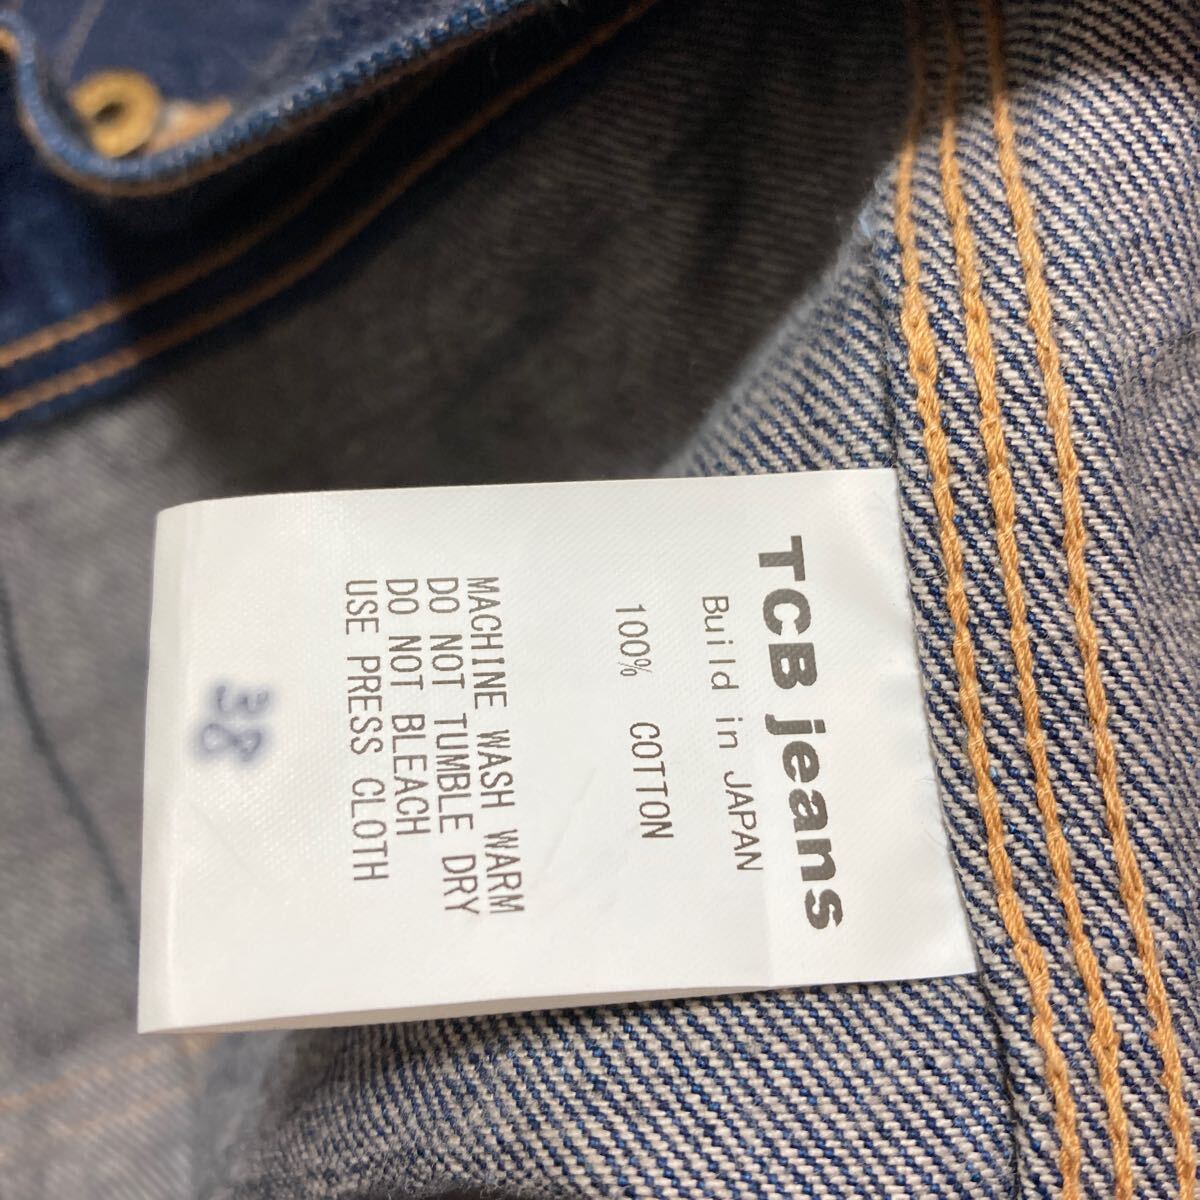 TCB jeans
Build in JAPAN
100% COTTON
MACHINE WASH WARM
DO NOT TUMBLE DRY
DO NOT BLEACH
USE PRESS CLOTH
38